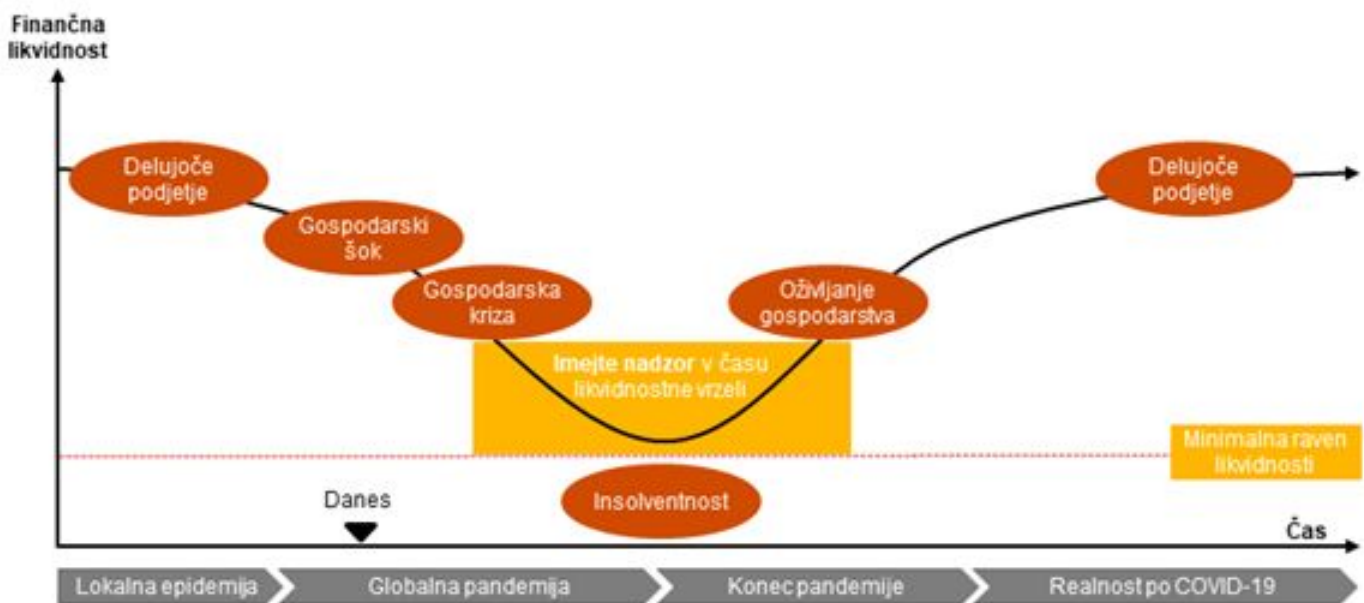 Finančna
likvidnost
Delujoče
podjetje
Delujoče
podjetje
Gospodarski
šok
Gospodarska
kriza
Oživljanje
gospodarstva
Imejte nadzor v času
likvidnostne vrzeli
Minimalna raven
likvidnosti
Danes
Insolventnost
Čas
Lokalna epidemija
Globalna pandemija
Konec pandemije
Realnost po COVID-19